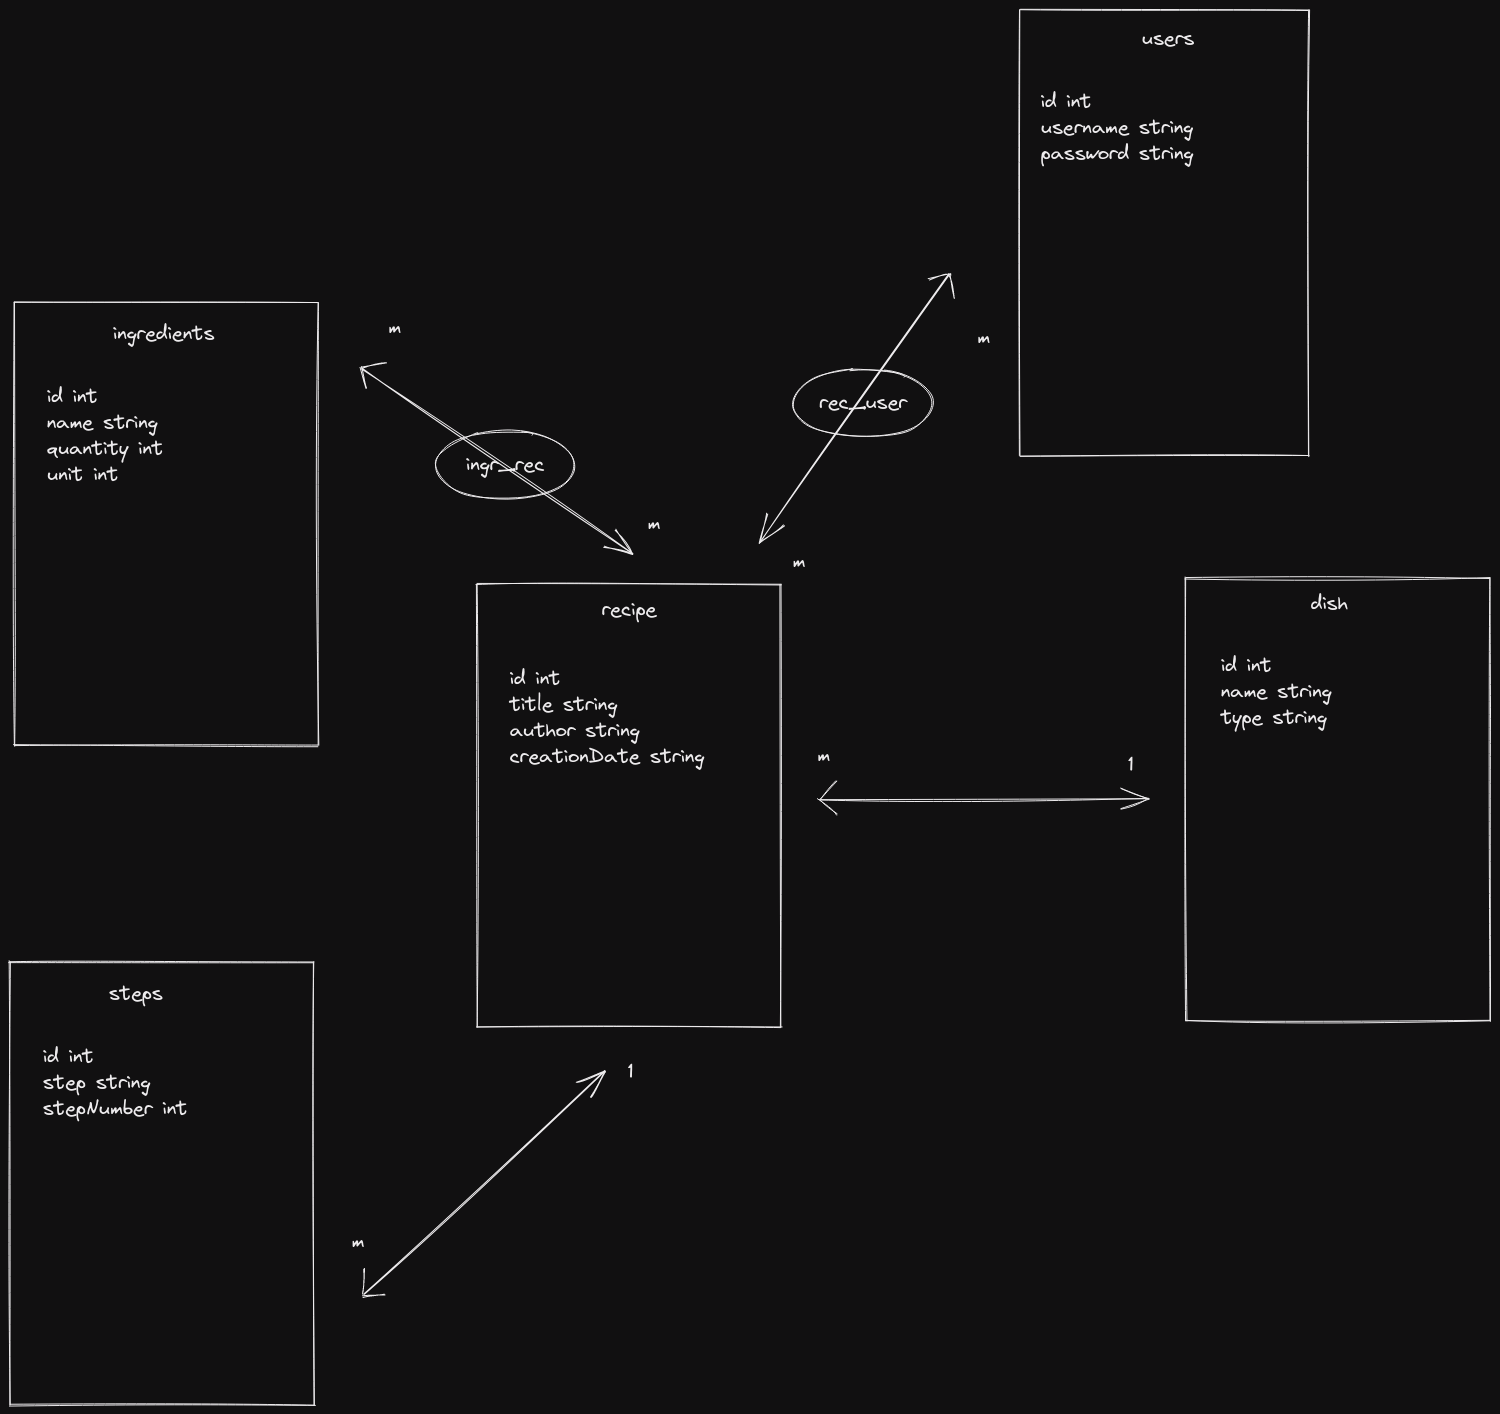 users
id int
username string
password string
ingredients
id int
name string
quantity int
unit int
m
m
rec_user
ingr_rec
m
m
recipe
id int
title string
author string
creationDate string
dish
id int
name string
type string
m
1
steps
id int
step string
stepNumber int
1
m